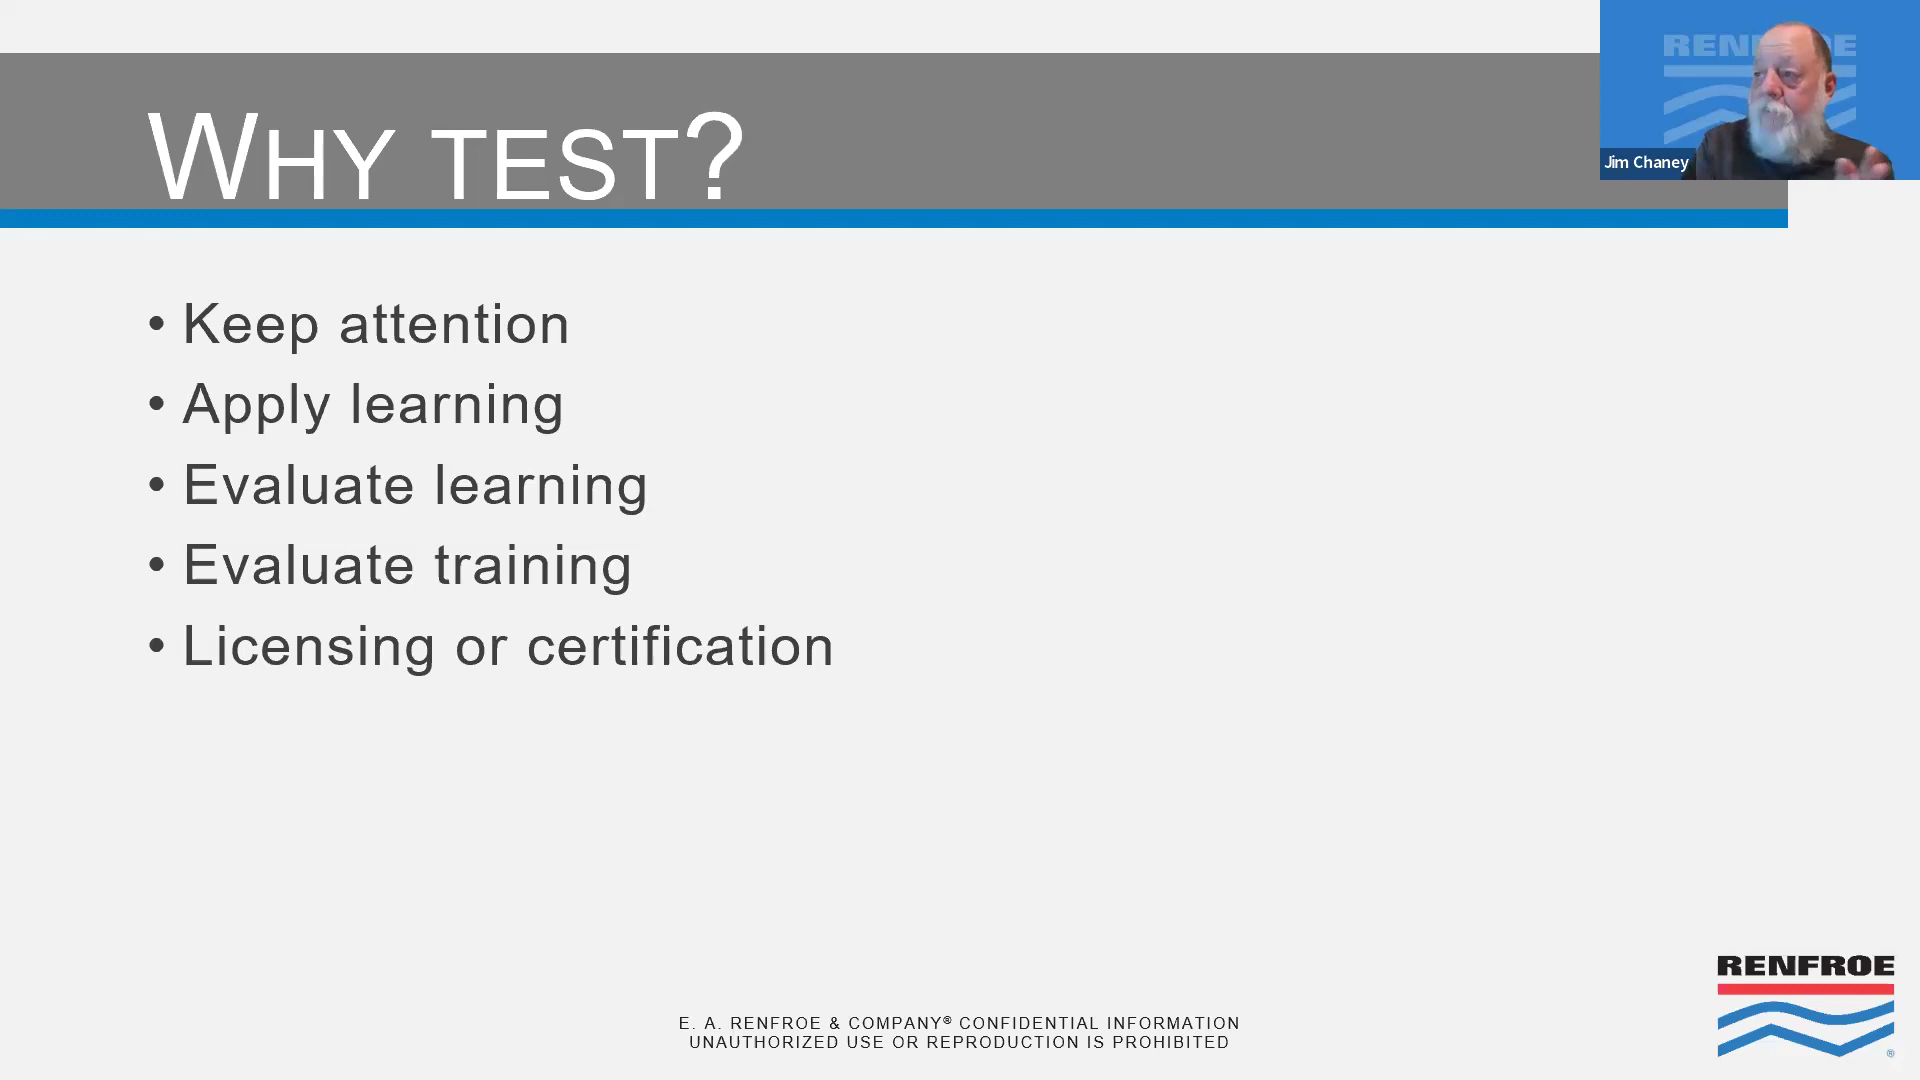 WHY TEST?
RENFROE
Jim Chaney
• Keep attention
• Apply learning
• Evaluate learning
• Evaluate training
• Licensing or certification
RENFROE
®
E. A. RENFROE & COMPANY® CONFIDENTIAL INFORMATION
UNAUTHORIZED USE OR REPRODUCTION IS PROHIBITED